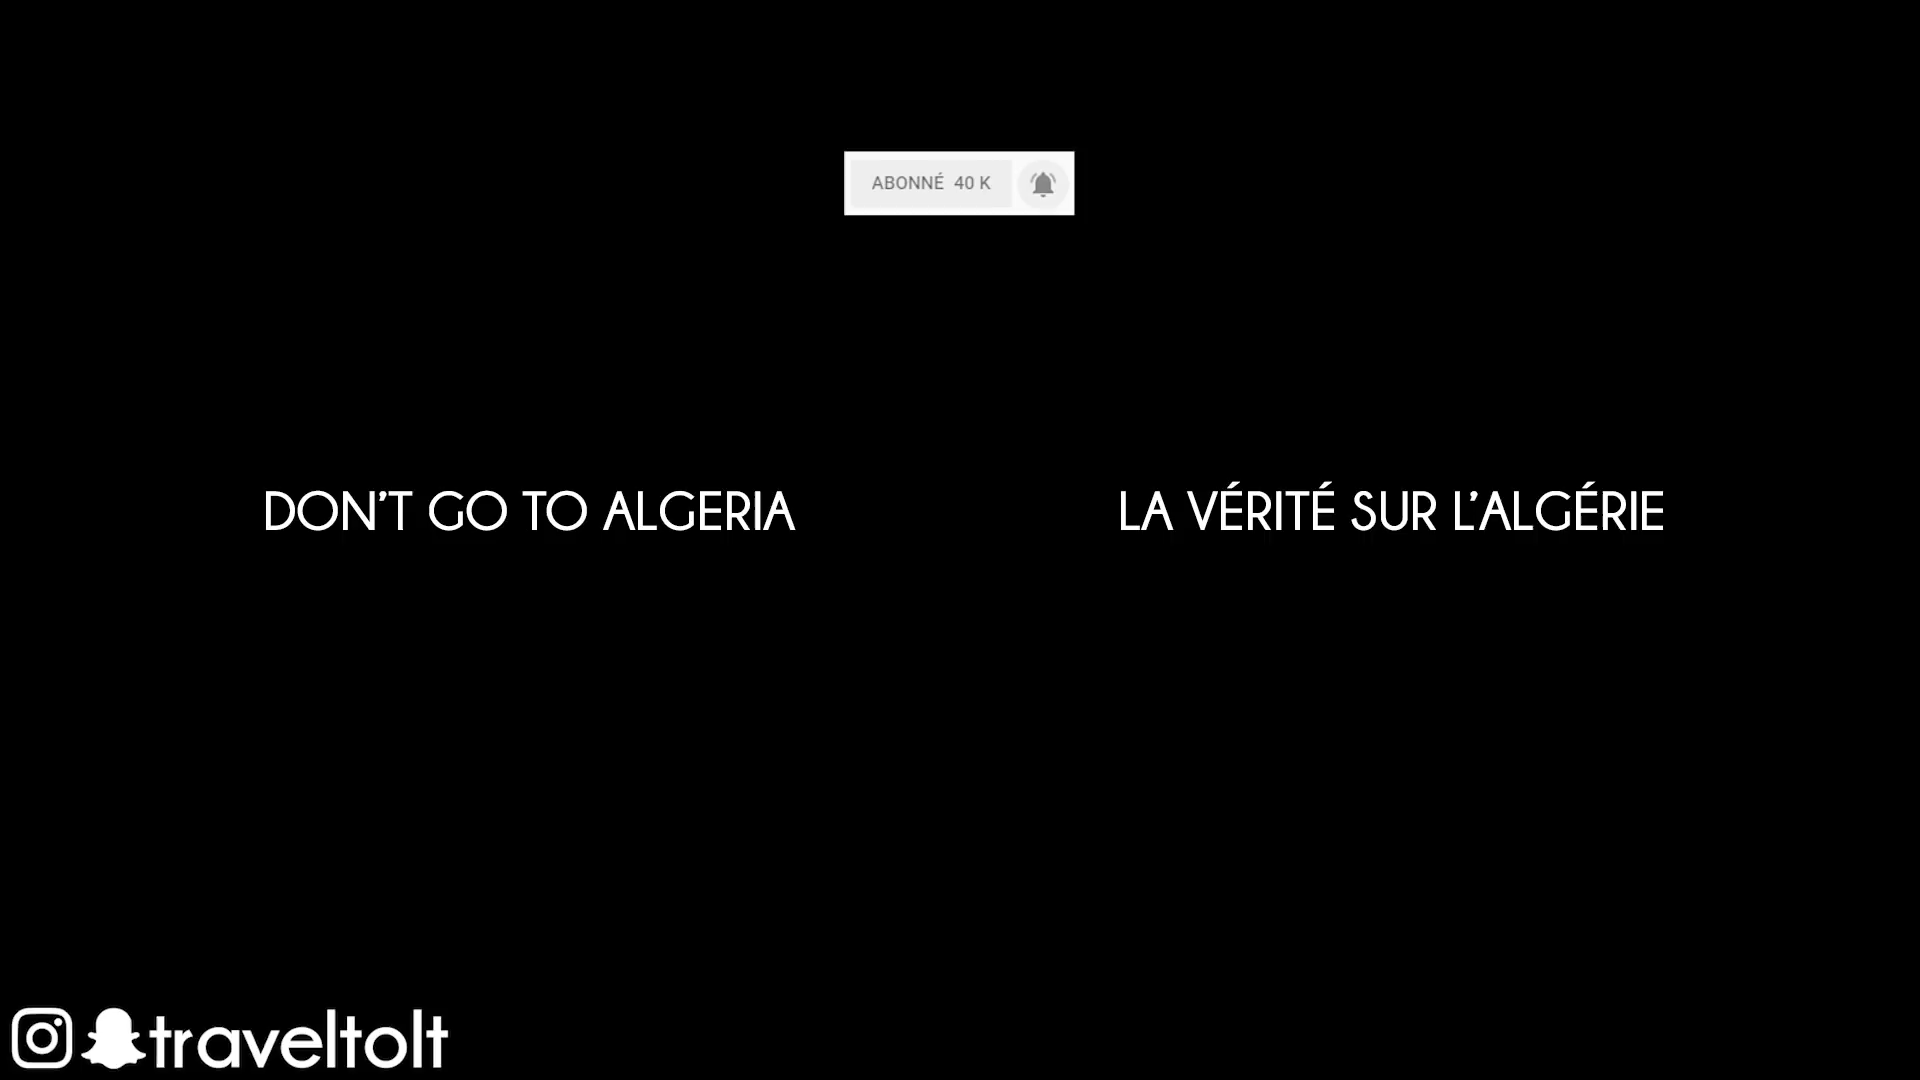 ABONNÉ 40 K
DON'T GO TO ALGERIA
LA VÉRITÉ SUR L'ALGÉRIE
traveltolt